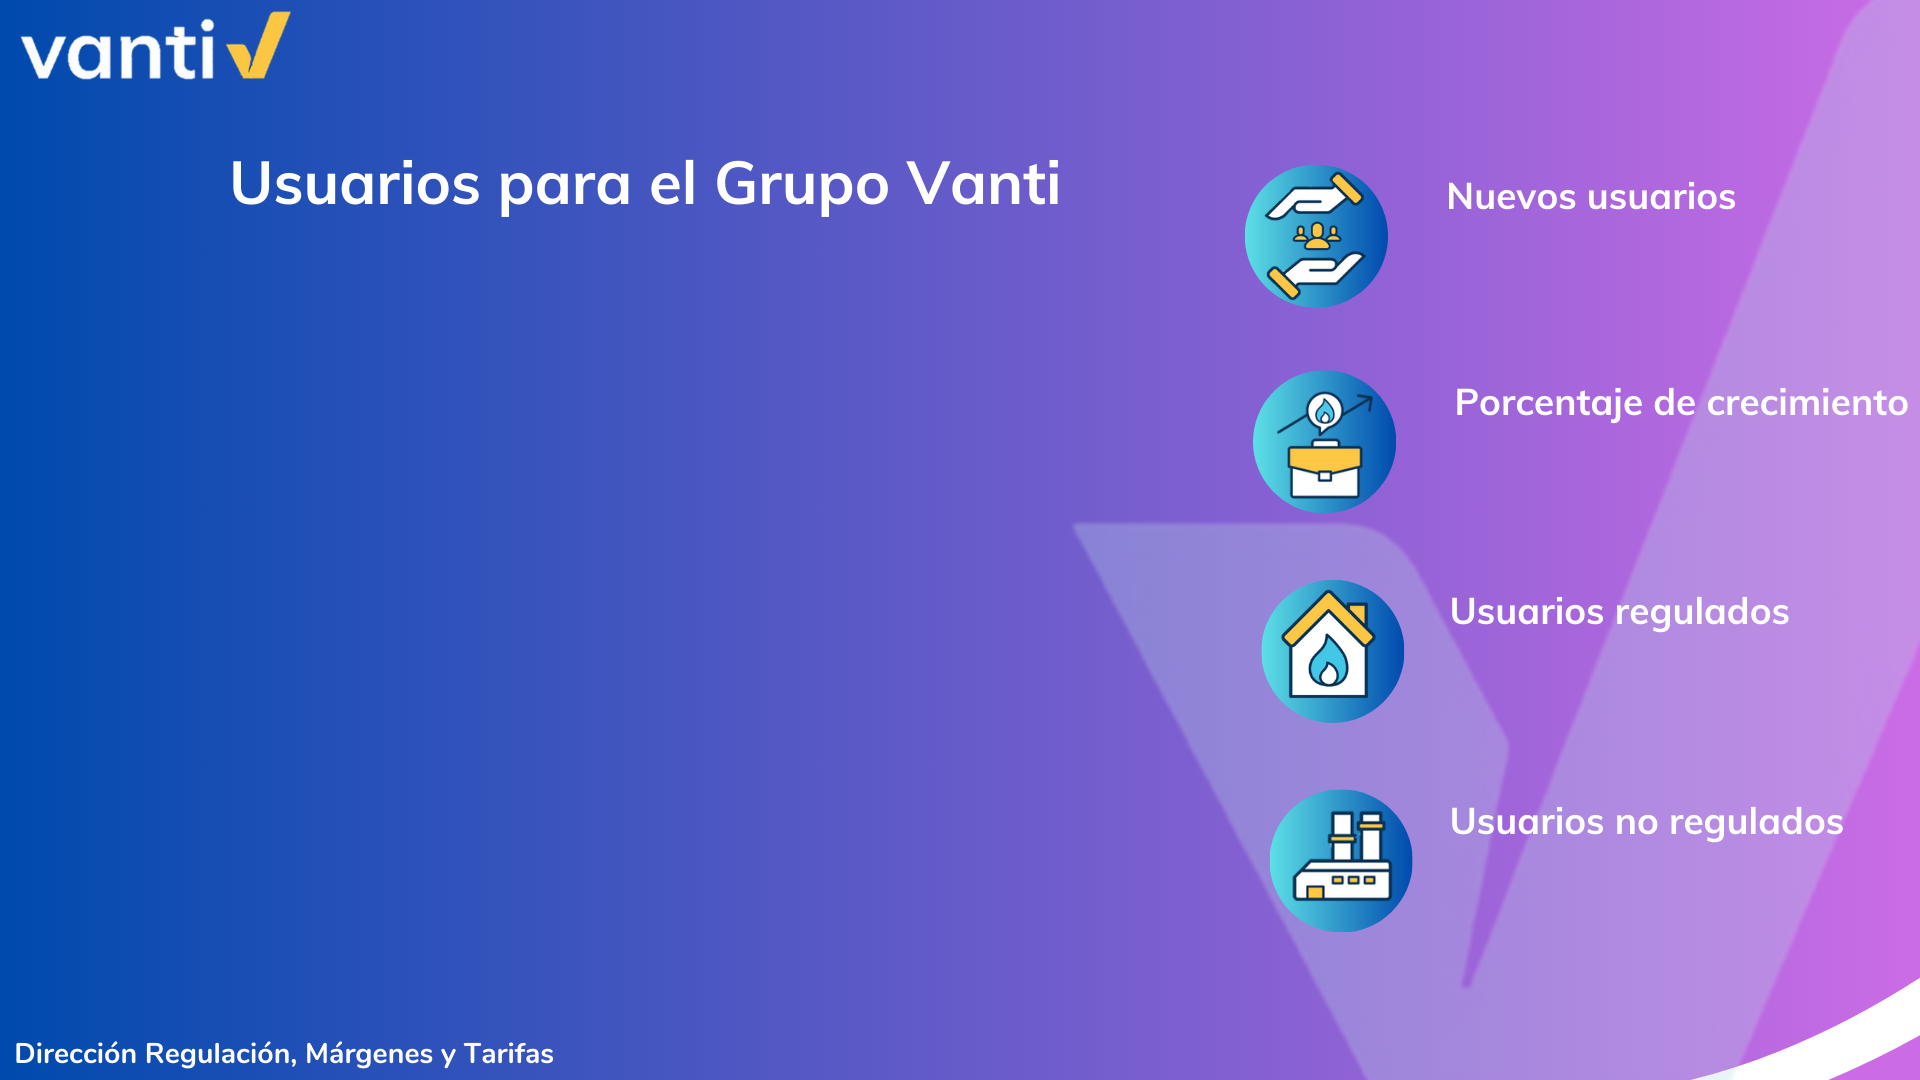 vanti
Usuarios para el Grupo Vanti
Nuevos usuarios
Porcentaje de crecimiento
Usuarios regulados
Usuarios no regulados
Dirección Regulación, Márgenes y Tarifas